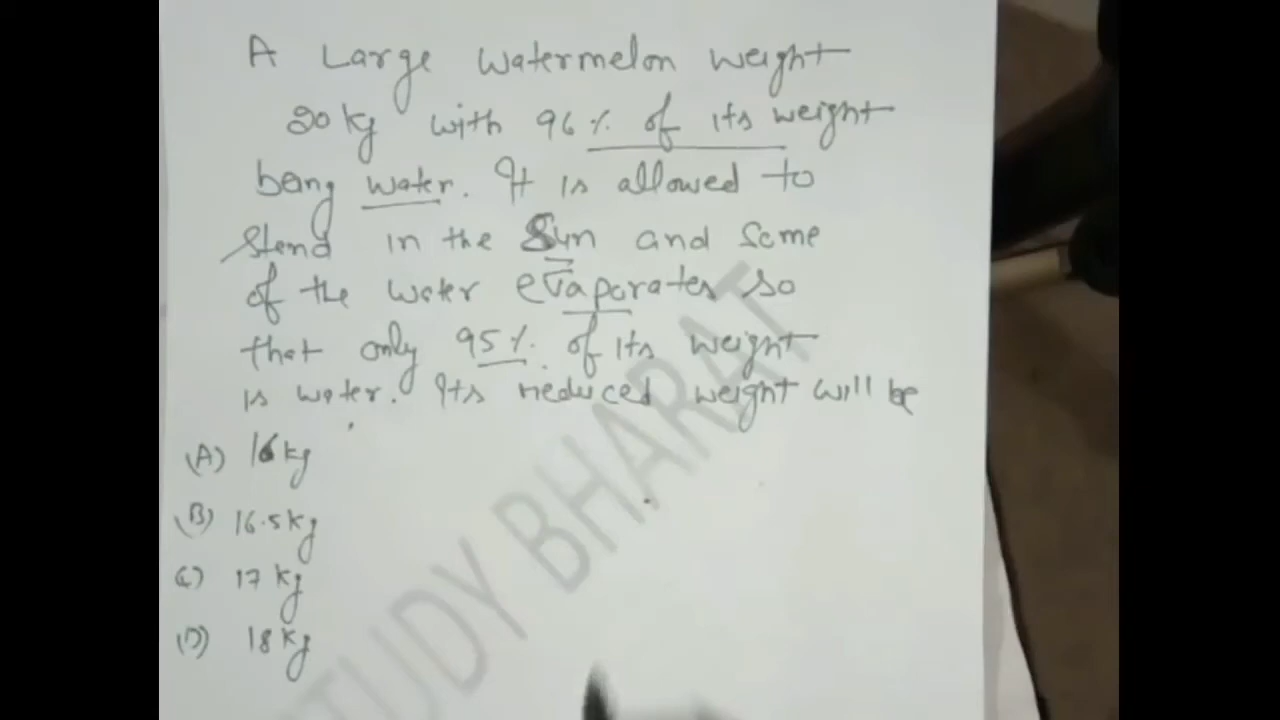 A Large Watermelon weight
20 kg with 96% of its weight
being water. It is allowed to
Stend in the Sun and some
of the water evaporates so
that only 95% of its weight
is water. Its reduced weight will be
(A) 16 kg
(B) 16.5 kg
(C) 17 kg
(D) 18 kg
STUDY BHARAT